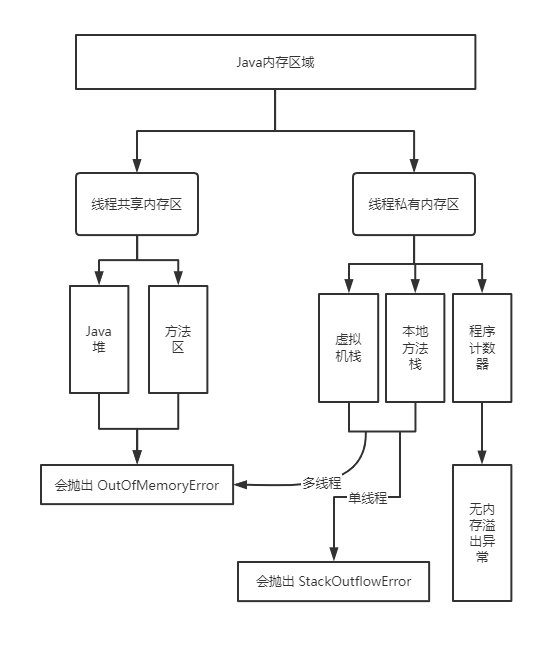 Java内存区域
线程共享内存区
线程私有内存区
Java
堆
方法
区
虚拟
机栈
本地
方法
栈
程序
计数
器
会抛出 OutOfMemoryError
多线程
单线程
无内
存溢
出异
常
会抛出 StackOutflowError